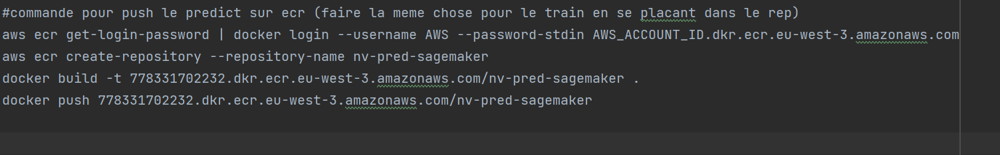 #commande pour push le predict sur ecr (faire la meme chose pour le train en se placant dans le rep)
aws ecr get-login-password | docker login --username AWS --password-stdin AWS_ACCOUNT_ID.dkr.ecr.eu-west-3.amazonaws.com
aws ecr create-repository --repository-name nv-pred-sagemaker
docker build -t 778331702232.dkr.ecr.eu-west-3.amazonaws.com/nv-pred-sagemaker .
docker push 778331702232.dkr.ecr.eu-west-3.amazonaws.com/nv-pred-sagemaker